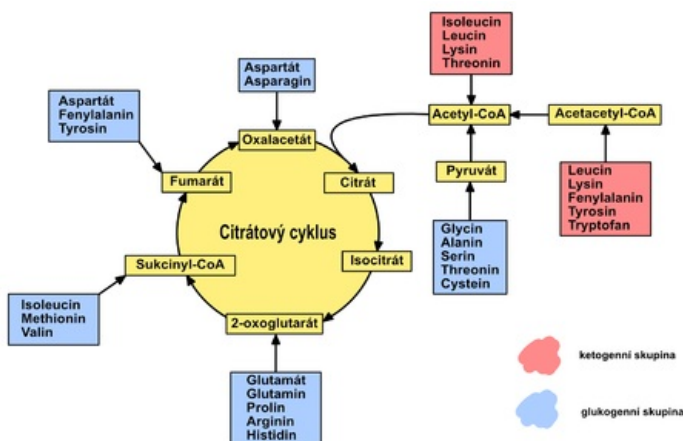 Isoleucin
Leucin
Lysin
Threonin
Aspartát
Asparagin
Aspartát
Fenylalanin
Tyrosin
Oxalacetát
Acetyl-CoA
Acetacetyl-CoA
Fumarát
Citrát
Pyruvát
Leucin
Lysin
Fenylalanin
Tyrosin
Tryptofan
Citrátový cyklus
Glycin
Alanin
Serin
Threonin
Cystein
Sukcinyl-CoA
Isocitrát
Isoleucin
Methionin
Valin
2-oxoglutarát
Glutamát
Glutamin
Prolin
Arginin
Histidin
ketogenní skupina
glukogenní skupina